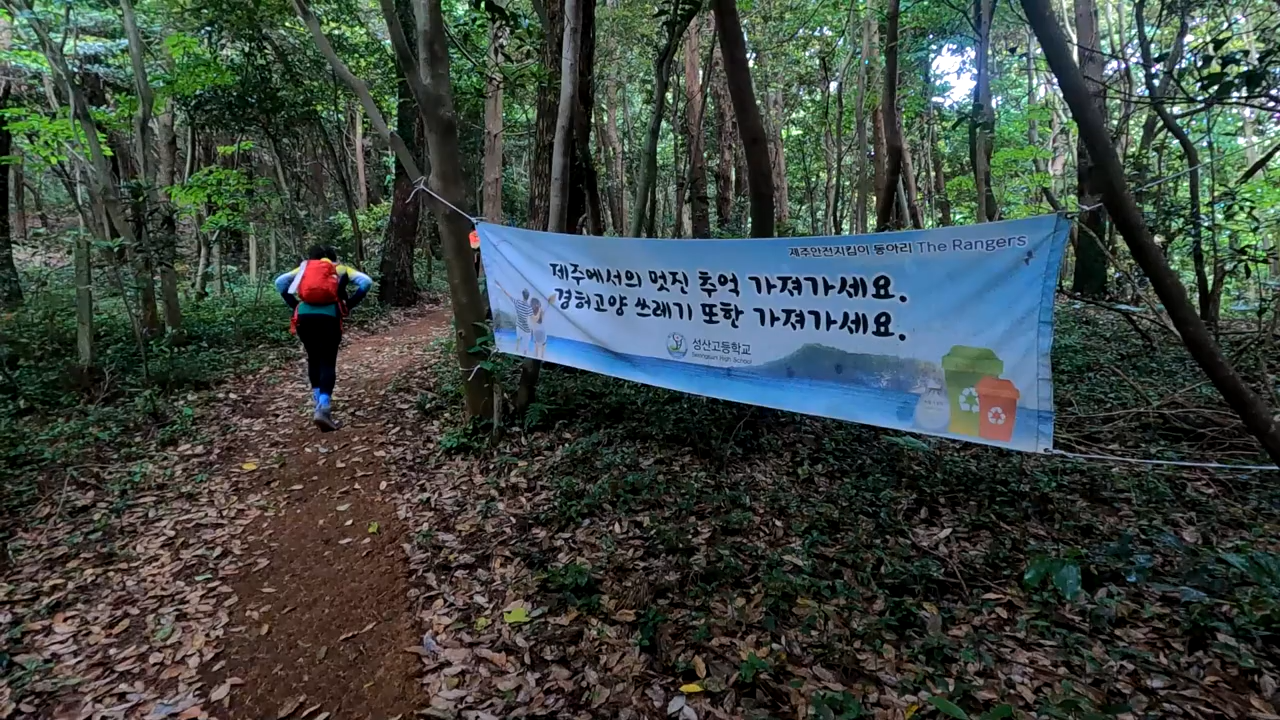 제주안전지킴이 동아리 The Rangers
제주에서의 멋진 추억 가져가세요.
경허고양 쓰레기 또한 가져가세요.
성산고등학교
Seongsan High School